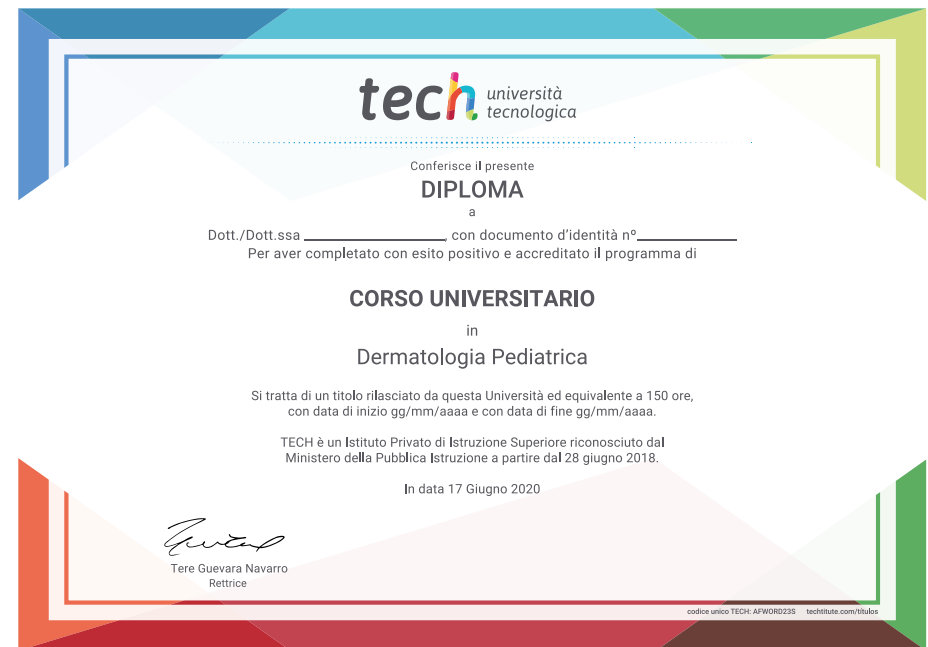 tech università
tecnologica
Conferisce il presente
DIPLOMA
a
Dott./Dott.ssa ____________________, con documento d'identità nº______________
Per aver completato con esito positivo e accreditato il programma di
CORSO UNIVERSITARIO
in
Dermatologia Pediatrica
Si tratta di un titolo rilasciato da questa Università ed equivalente a 150 ore,
con data di inizio gg/mm/aaaa e con data di fine gg/mm/aaaa.
TECH è un Istituto Privato di Istruzione Superiore riconosciuto dal
Ministero della Pubblica Istruzione a partire dal 28 giugno 2018.
In data 17 Giugno 2020
Tere Guevara Navarro
Rettrice
codice unico TECH: AFWORD23S techtitute.com/titulos